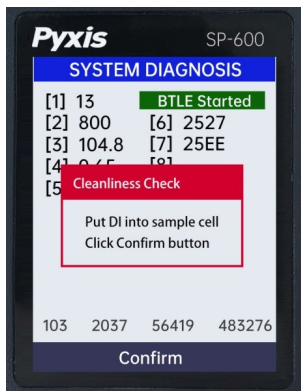 Pyxis SP-600
SYSTEM DIAGNOSIS
[1] 13 BTLE Started
[2] 800 [6] 2527
[3] 104.8 [7] 25EE
Cleanliness Check
Put DI into sample cell
Click Confirm button
103 2037 56419 483276
Confirm